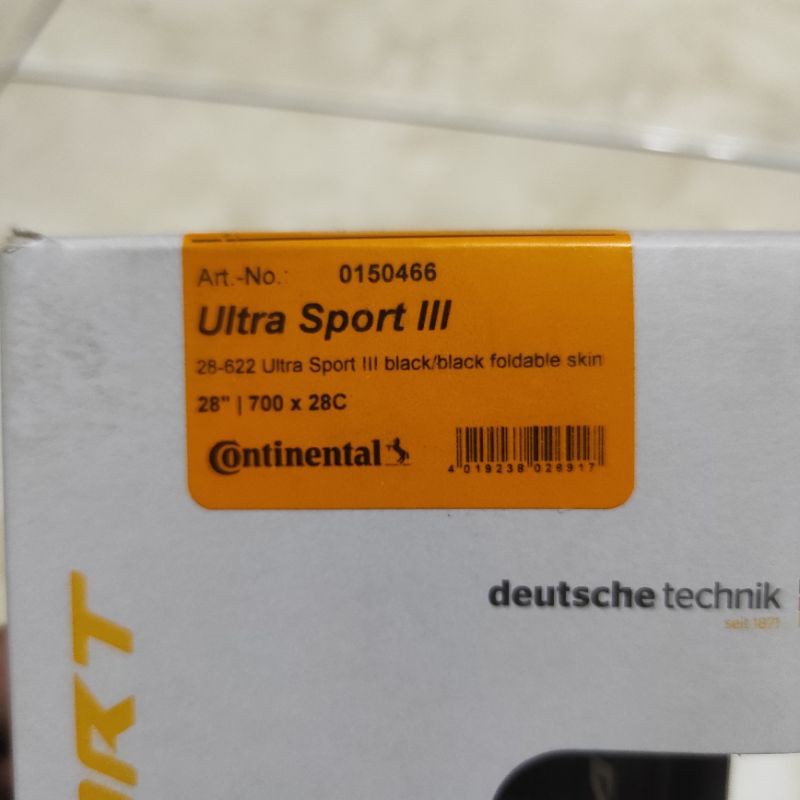 Art.-No.: 0150466
Ultra Sport III
28-622 Ultra Sport III black/black foldable skin
28" | 700 x 28C
Continental
4 019238 026917
deutsche technik
seit 1871
ORT